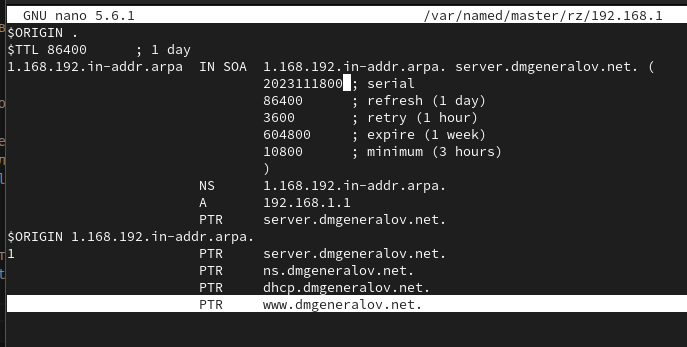 GNU nano 5.6.1 /var/named/master/rz/192.168.1
$ORIGIN .
$TTL 86400 ; 1 day
1.168.192.in-addr.arpa IN SOA 1.168.192.in-addr.arpa. server.dmgeneralov.net. (
2023111800 ; serial
86400 ; refresh (1 day)
3600 ; retry (1 hour)
604800 ; expire (1 week)
10800 ; minimum (3 hours)
)
NS 1.168.192.in-addr.arpa.
A 192.168.1.1
PTR server.dmgeneralov.net.
$ORIGIN 1.168.192.in-addr.arpa.
1 PTR server.dmgeneralov.net.
PTR ns.dmgeneralov.net.
PTR dhcp.dmgeneralov.net.
PTR www.dmgeneralov.net.